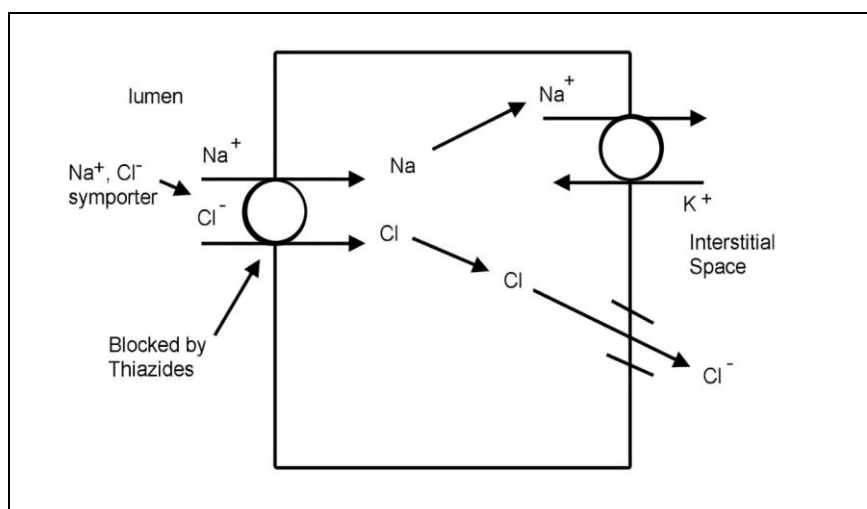 lumen
Na⁺
Na⁺, Cl⁻
symporter
Cl⁻
Blocked by
Thiazides
Na
Cl
Cl
Na⁺
K⁺
Interstitial
Space
Cl⁻